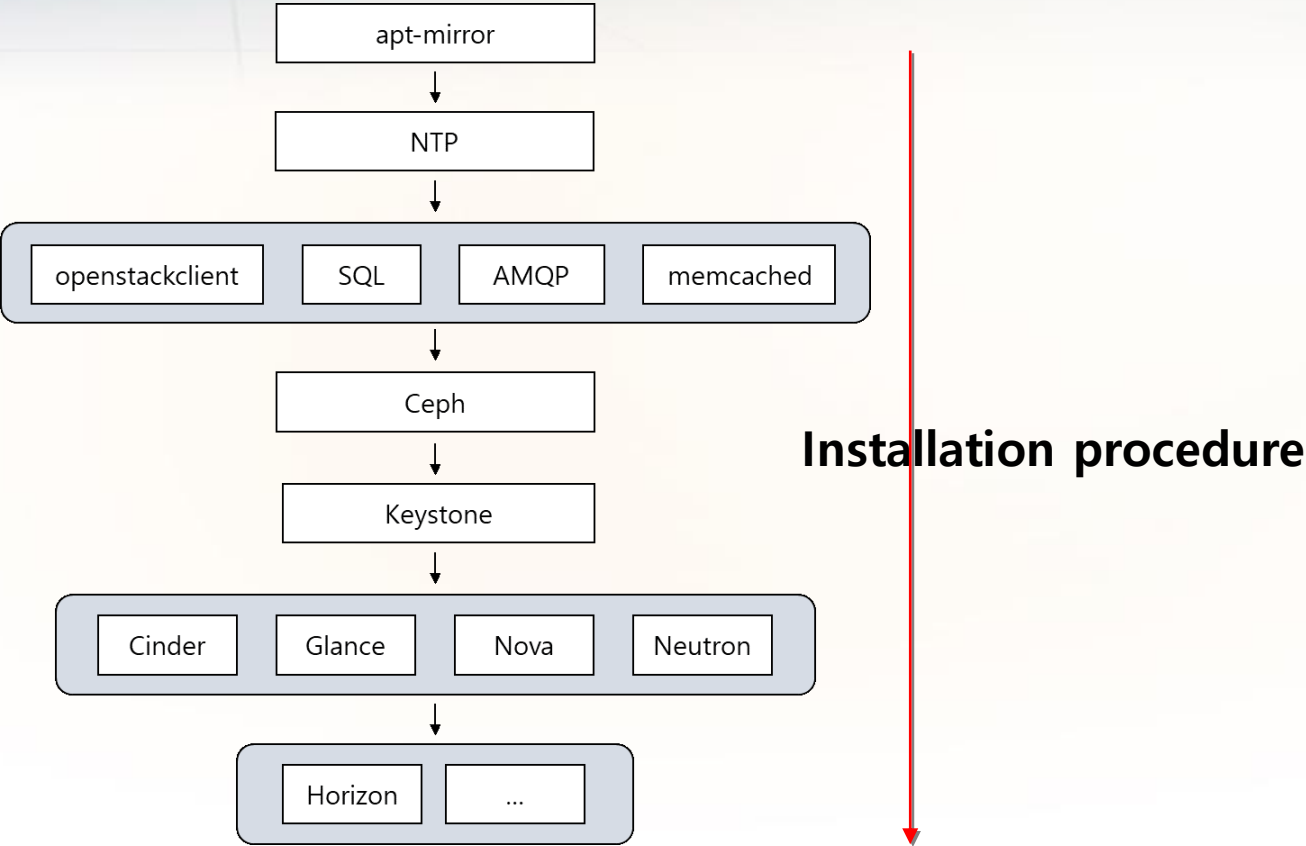 apt-mirror
NTP
openstackclient SQL AMQP memcached
Ceph
Installation procedure
Keystone
Cinder Glance Nova Neutron
Horizon ...